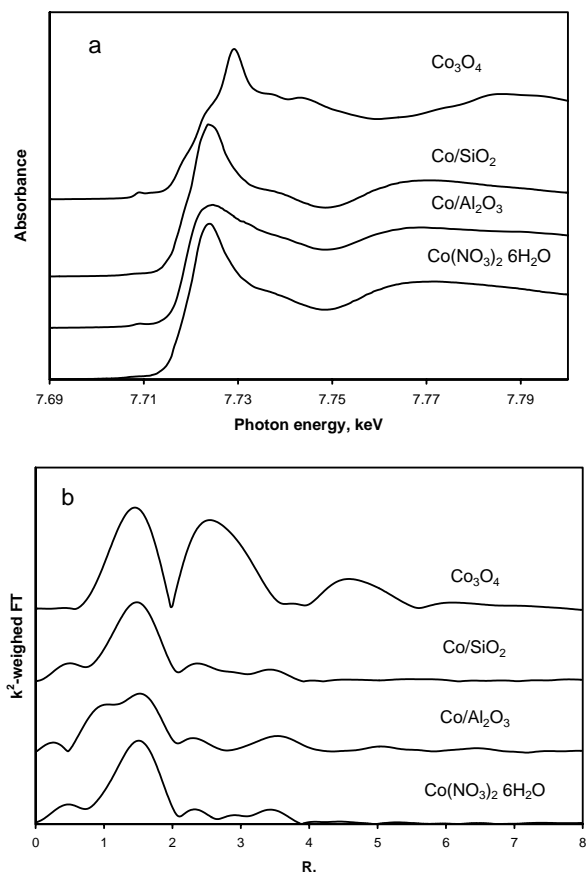 a
Co₃O₄
Co/SiO₂
Co/Al₂O₃
Co(NO₃)₂ 6H₂O
Absorbance
7.69 7.71 7.73 7.75 7.77 7.79
Photon energy, keV
b
Co₃O₄
Co/SiO₂
Co/Al₂O₃
Co(NO₃)₂ 6H₂O
k²-weighed FT
0 1 2 3 4 5 6 7 8
R,